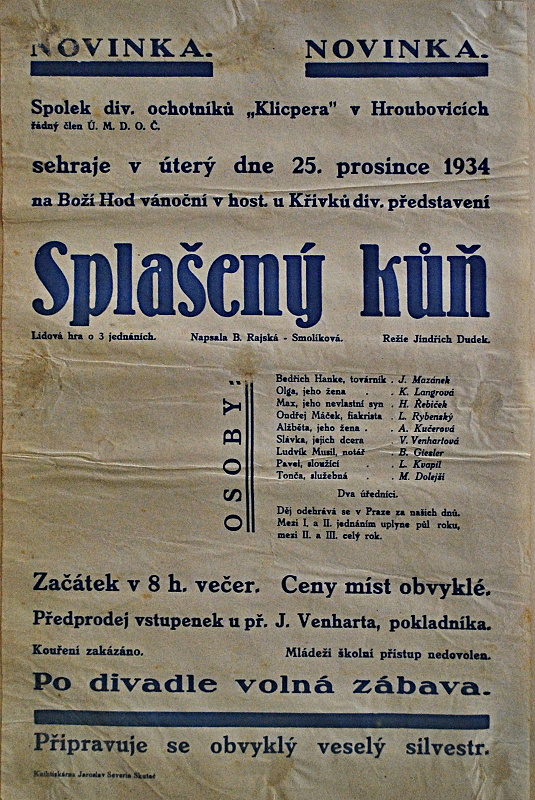 NOVINKA. NOVINKA.
Spolek div. ochotníků „Klicpera" v Hroubovicích
řádný člen Ú. M. D. O. Č.
sehraje v úterý dne 25. prosince 1934
na Boží Hod vánoční v host. u Křivků div. představení
Splašený kůň
Lidová hra o 3 jednáních. Napsala B. Rajská - Smolíková. Režie Jindřich Dudek.
OSOBY:
Bedřich Hanke, továrník . J. Mazánek
Olga, jeho žena . . K. Langrová
Max, jeho nevlastní syn . H. Řebíček
Ondřej Máček, fiakrista . L. Rybenský
Alžběta, jeho žena . . A. Kučerová
Slávka, jejich dcera . V. Venhartová
Ludvík Musil, notář . B. Giesler
Pavel, sloužící . . L. Kvapil
Tonča, služebná . . M. Dolejší
Dva úředníci.
Děj odehrává se v Praze za našich dnů.
Mezi I. a II. jednáním uplyne půl roku,
mezi II. a III. celý rok.
Začátek v 8 h. večer. Ceny míst obvyklé.
Předprodej vstupenek u př. J. Venharta, pokladníka.
Kouření zakázáno. Mládeži školní přístup nedovolen.
Po divadle volná zábava.
Připravuje se obvyklý veselý silvestr.
Knihtiskárna Jaroslav Severin Skuteč